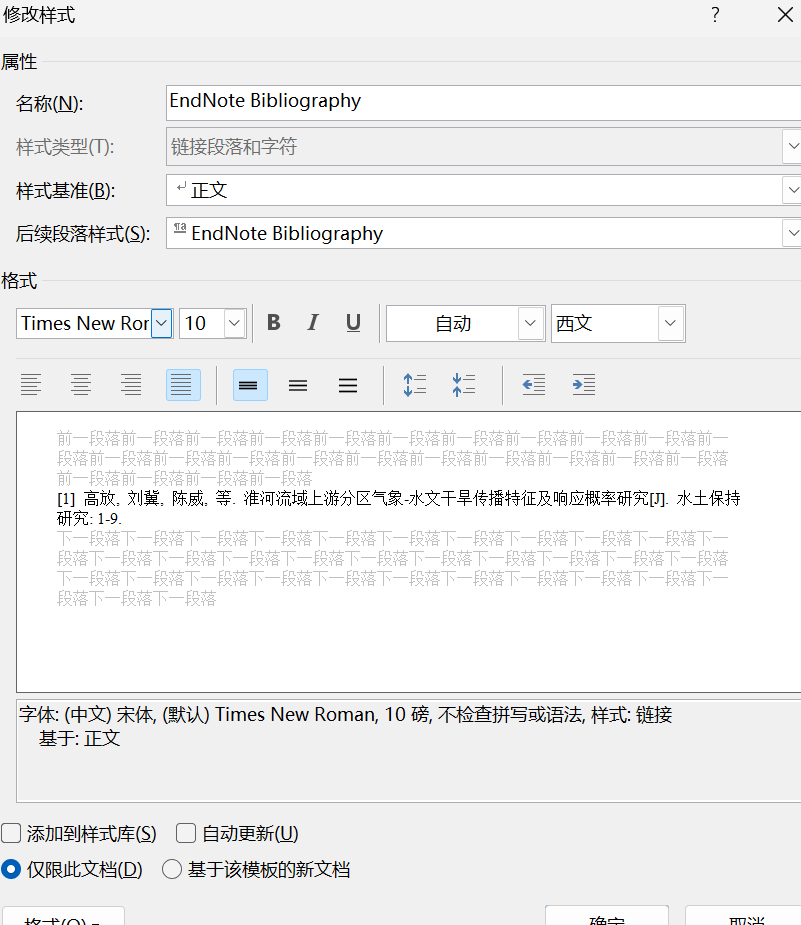 修改样式 ?
属性
名称(N): EndNote Bibliography
样式类型(T): 链接段落和字符
样式基准(B): 正文
后续段落样式(S): EndNote Bibliography
格式
Times New Ror 10 B I U 自动 西文
前一段落前一段落前一段落前一段落前一段落前一段落前一段落前一段落前一段落前一段落前一
段落前一段落前一段落前一段落前一段落前一段落前一段落前一段落前一段落前一段落前一段落
前一段落前一段落前一段落前一段落
[1] 高放, 刘冀, 陈威, 等. 淮河流域上游分区气象-水文干旱传播特征及响应概率研究[J]. 水土保持
研究: 1-9.
下一段落下一段落下一段落下一段落下一段落下一段落下一段落下一段落下一段落下一段落下一
段落下一段落下一段落下一段落下一段落下一段落下一段落下一段落下一段落下一段落下一段落
下一段落下一段落下一段落下一段落下一段落下一段落下一段落下一段落下一段落下一段落下一
段落下一段落下一段落
字体: (中文) 宋体, (默认) Times New Roman, 10 磅, 不检查拼写或语法, 样式: 链接
基于: 正文
添加到样式库(S) 自动更新(U)
仅限此文档(D) 基于该模板的新文档
格式(O) 确定 取消